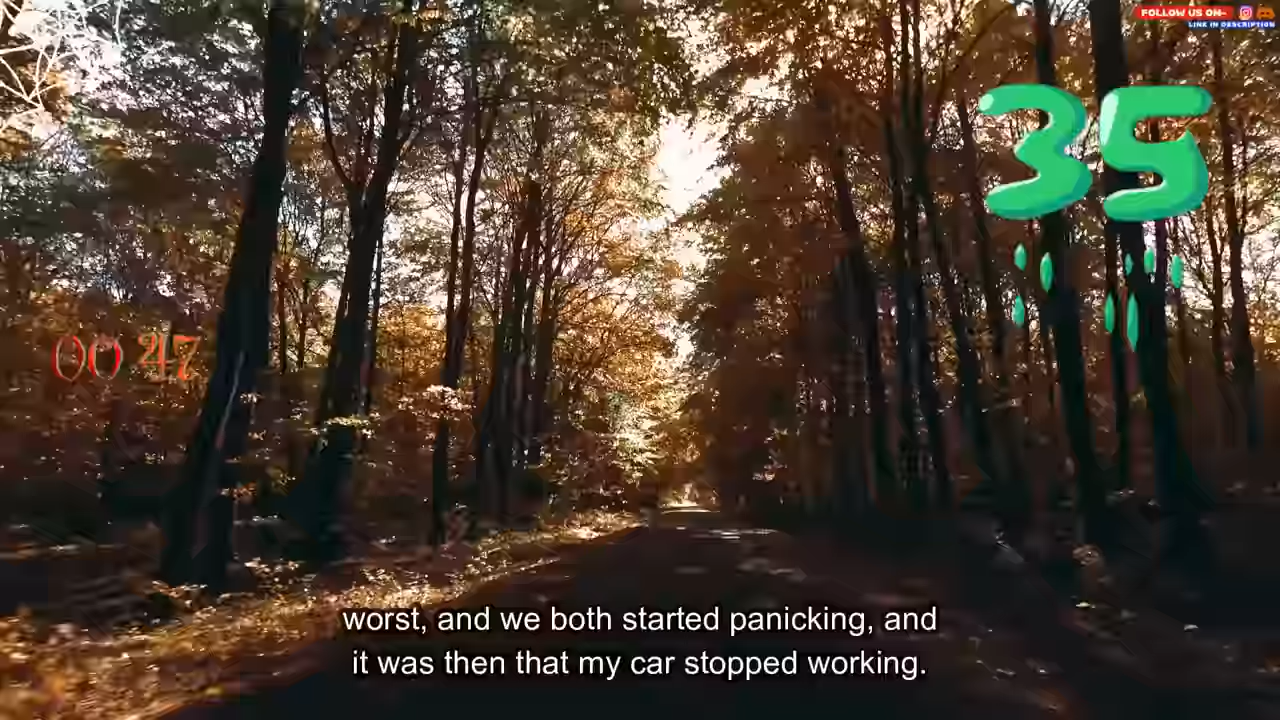 FOLLOW US ON-
LINK IN DESCRIPTION
35
00 47
worst, and we both started panicking, and
it was then that my car stopped working.